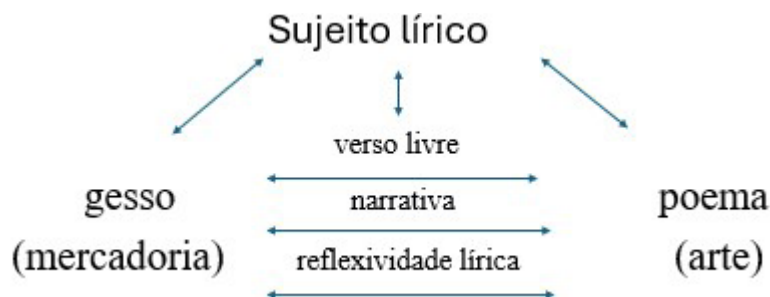 Sujeito lírico
verso livre
gesso
narrativa
poema
(mercadoria)
reflexividade lírica
(arte)